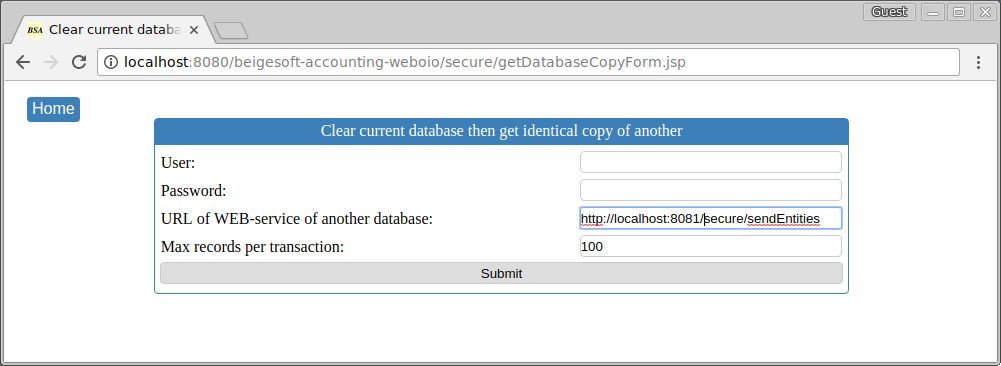 Guest
BSA Clear current databa
localhost:8080/beigesoft-accounting-weboio/secure/getDatabaseCopyForm.jsp
Home
Clear current database then get identical copy of another
User:
Password:
URL of WEB-service of another database: http://localhost:8081/secure/sendEntities
Max records per transaction: 100
Submit